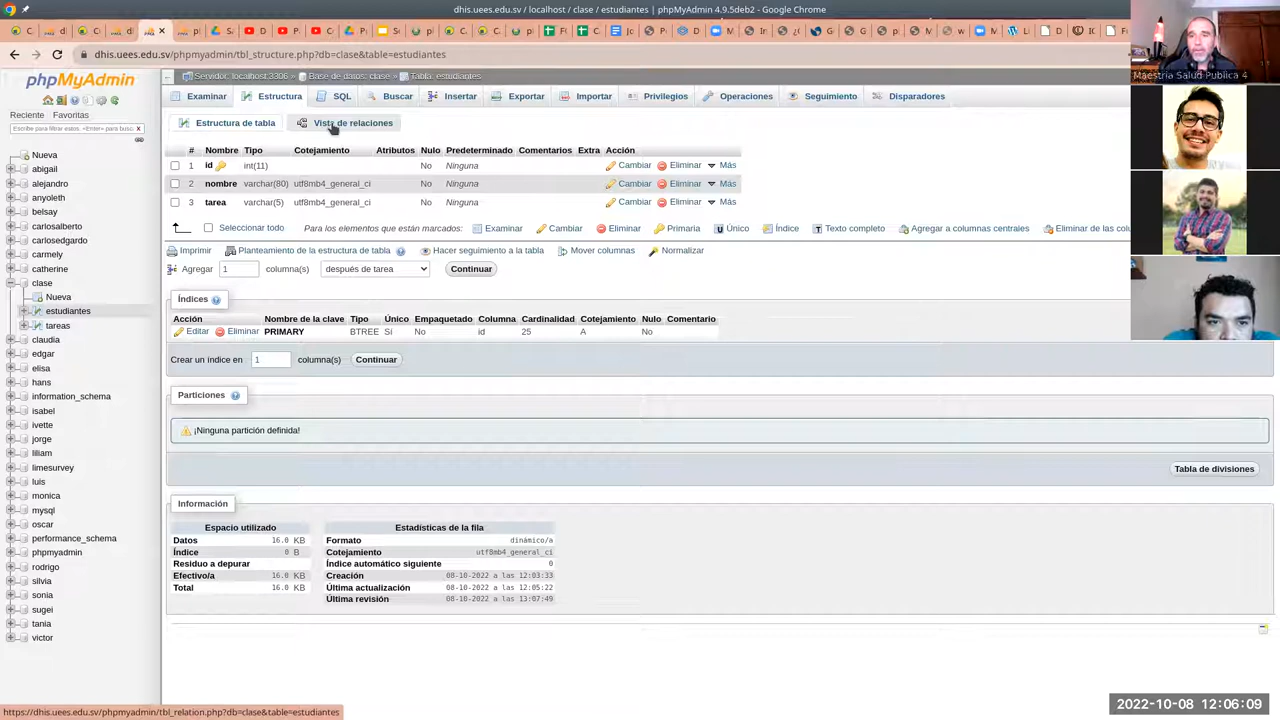 dhis.uees.edu.sv / localhost / clase / estudiantes | phpMyAdmin 4.9.5deb2 - Google Chrome
dhis.uees.edu.sv/phpmyadmin/tbl_structure.php?db=clase&table=estudiantes
phpMyAdmin
Reciente Favoritas
Nueva
abigail
alejandro
anyoleth
belsay
carlosalberto
carlosedgardo
carmely
catherine
clase
Nueva
estudiantes
tareas
claudia
edgar
elisa
hans
information_schema
isabel
ivette
jorge
liliam
limesurvey
luis
monica
mysql
oscar
performance_schema
phpmyadmin
rodrigo
silvia
sonia
sugei
tania
victor
Servidor: localhost:3306 » Base de datos: clase » Tabla: estudiantes
Examinar Estructura SQL Buscar Insertar Exportar Importar Privilegios Operaciones Seguimiento Disparadores
Estructura de tabla Vista de relaciones
# Nombre Tipo Cotejamiento Atributos Nulo Predeterminado Comentarios Extra Acción
1 id int(11) No Ninguna Cambiar Eliminar Más
2 nombre varchar(80) utf8mb4_general_ci No Ninguna Cambiar Eliminar Más
3 tarea varchar(5) utf8mb4_general_ci No Ninguna Cambiar Eliminar Más
Seleccionar todo Para los elementos que están marcados: Examinar Cambiar Eliminar Primaria Único Índice Texto completo Agregar a columnas centrales Eliminar de las colu
Imprimir Planteamiento de la estructura de tabla Hacer seguimiento a la tabla Mover columnas Normalizar
Agregar 1 columna(s) después de tarea Continuar
Índices
Acción Nombre de la clave Tipo Único Empaquetado Columna Cardinalidad Cotejamiento Nulo Comentario
Editar Eliminar PRIMARY BTREE Sí No id 25 A No
Crear un índice en 1 columna(s) Continuar
Particiones
¡Ninguna partición definida!
Tabla de divisiones
Información
Espacio utilizado
Datos 16.0 KB
Índice 0 B
Residuo a depurar
Efectivo/a 16.0 KB
Total 16.0 KB
Estadísticas de la fila
Formato dinámico/a
Cotejamiento utf8mb4_general_ci
Índice automático siguiente 0
Creación 08-10-2022 a las 12:03:33
Última actualización 08-10-2022 a las 12:05:22
Última revisión 08-10-2022 a las 13:07:49
https://dhis.uees.edu.sv/phpmyadmin/tbl_relation.php?db=clase&table=estudiantes
Maestria Salud Publica 4
2022-10-08 12:06:09